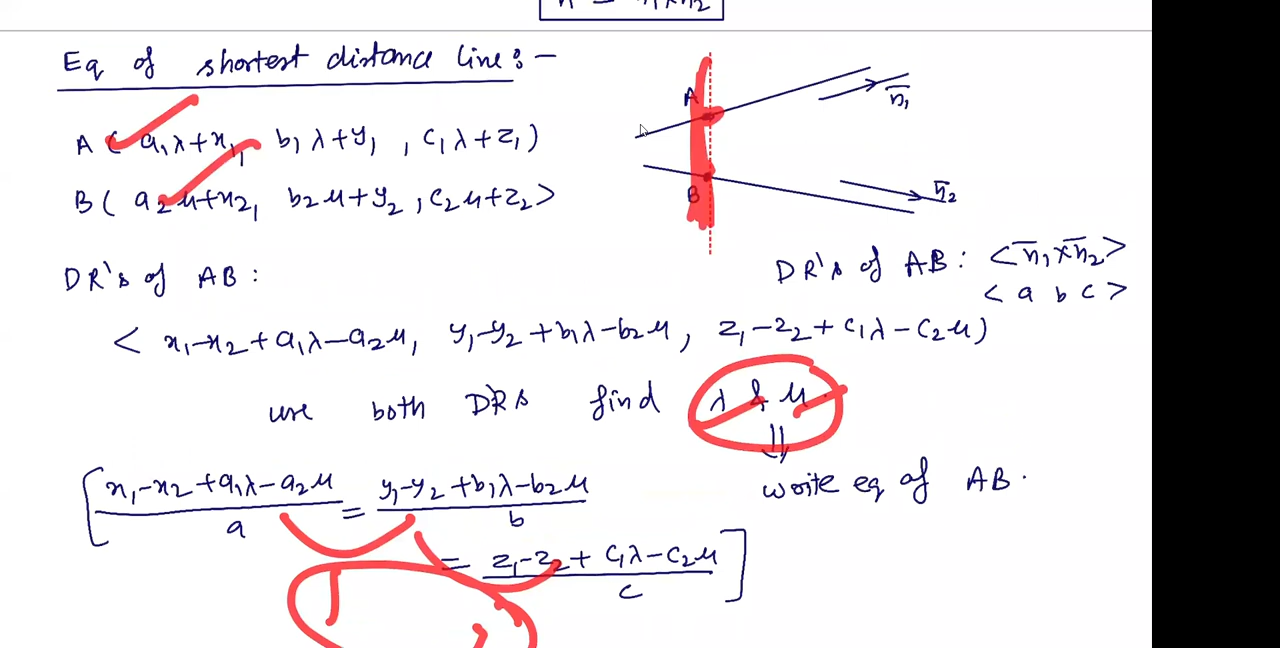 Eq of shortest distance line:-
A ( a₁λ+x₁, b₁λ+y₁, c₁λ+z₁)
B ( a₂μ+x₂, b₂μ+y₂, c₂μ+z₂>
A
B
n̅₁
n̅₂
DR's of AB: <n̅₁×n̅₂>
< a b c >
DR's of AB:
< x₁-x₂+a₁λ-a₂μ, y₁-y₂+b₁λ-b₂μ, z₁-z₂+c₁λ-c₂μ)
use both DRs find λ & μ.
⇓
write eq of AB.
[ (x₁-x₂+a₁λ-a₂μ)/a = (y₁-y₂+b₁λ-b₂μ)/b
= (z₁-z₂+c₁λ-c₂μ)/c ]